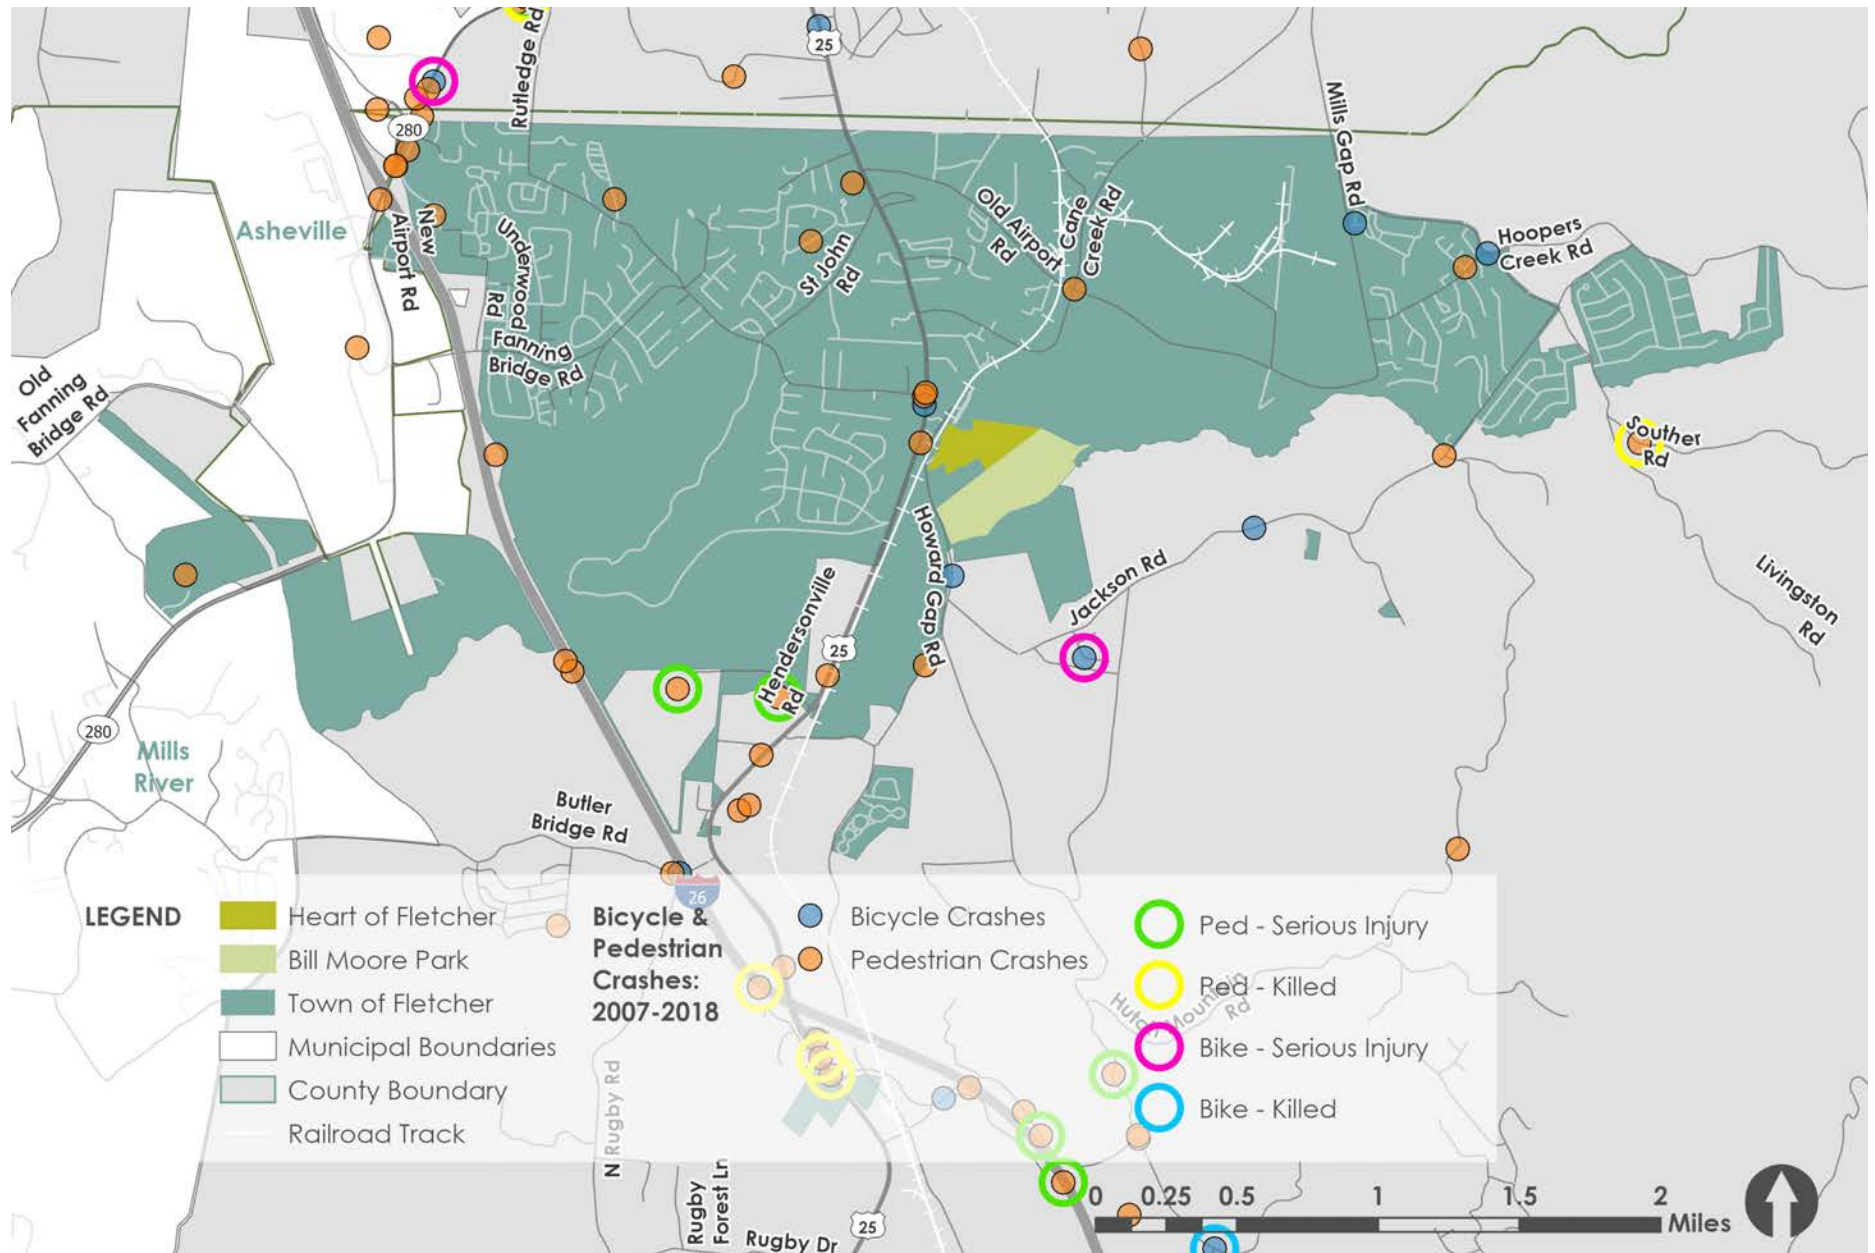 Rutledge Rd
25
280
Mills Gap Rd
Asheville
New
Airport Rd
Underwood
Rd
St John
Rd
Old Airport
Rd
Cane
Creek Rd
Hoopers
Creek Rd
Fanning
Bridge Rd
Old
Fanning
Bridge Rd
Souther
Rd
Howard Gap Rd
Jackson Rd
Livingston
Rd
Hendersonville
Rd
25
280
Mills
River
Butler
Bridge Rd
26
LEGEND
Heart of Fletcher
Bill Moore Park
Town of Fletcher
Municipal Boundaries
County Boundary
Railroad Track
Bicycle &
Pedestrian
Crashes:
2007-2018
Bicycle Crashes
Pedestrian Crashes
Ped - Serious Injury
Ped - Killed
Bike - Serious Injury
Bike - Killed
Mountain
Rd
N Rugby Rd
Rugby
Forest Ln
Rugby Dr
25
0 0.25 0.5 1 1.5 2
Miles